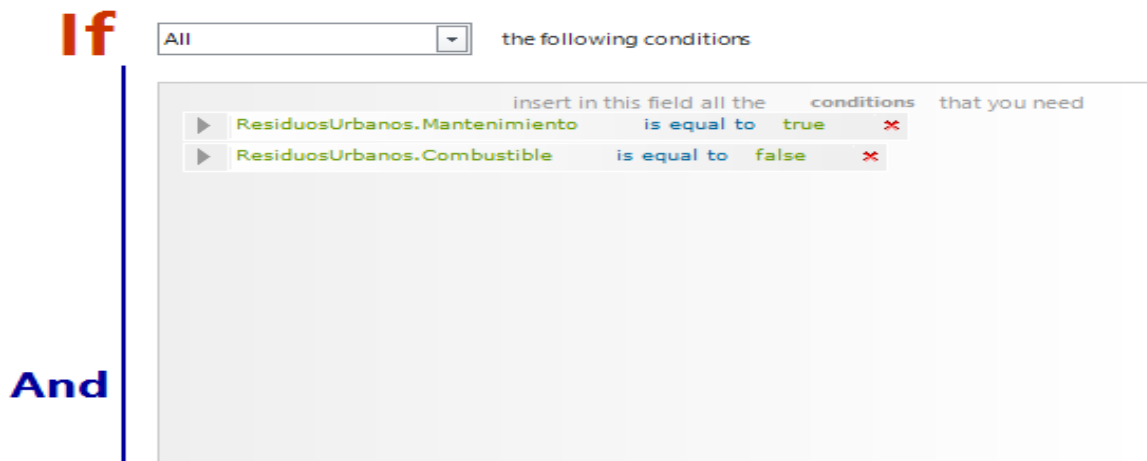 If All the following conditions
insert in this field all the conditions that you need
ResiduosUrbanos.Mantenimiento is equal to true
ResiduosUrbanos.Combustible is equal to false
And